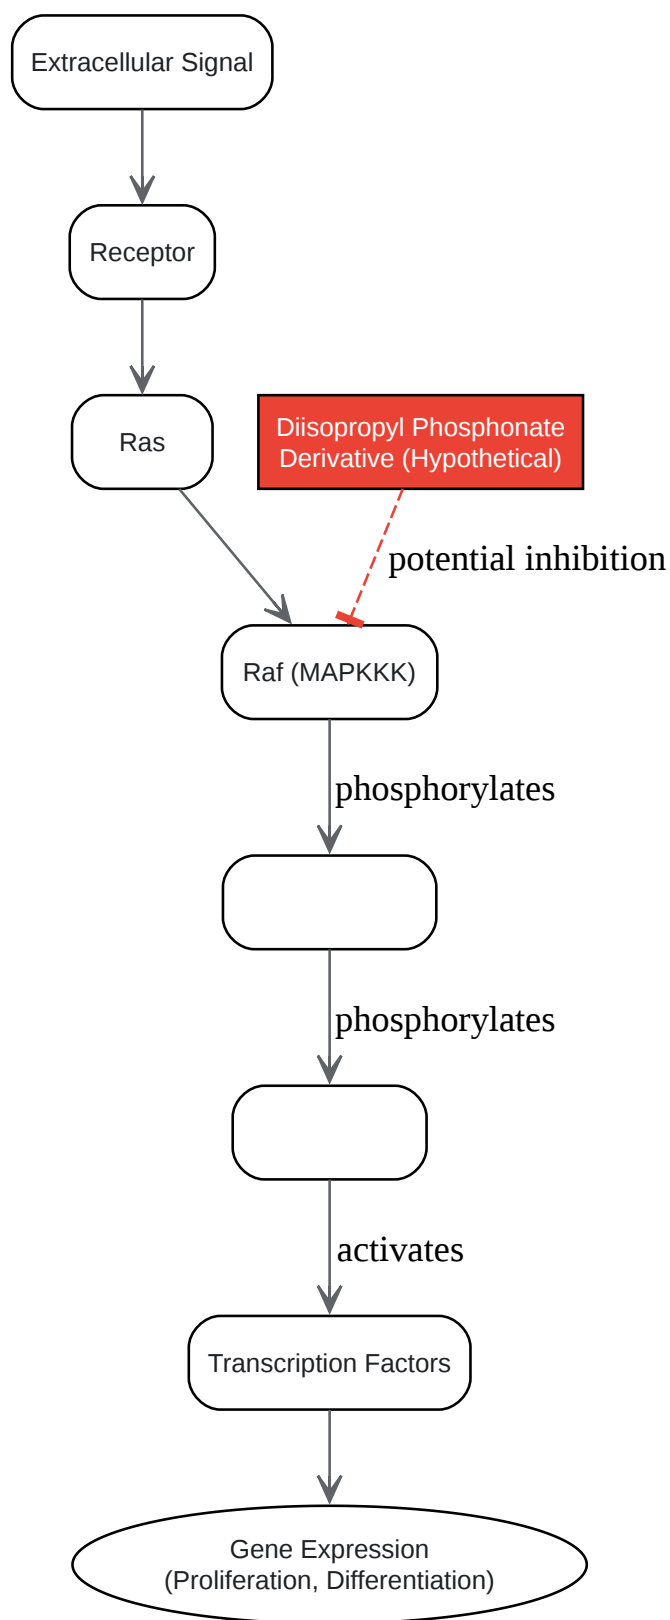 Extracellular Signal
Receptor
Ras
Diisopropyl Phosphonate
Derivative (Hypothetical)
potential inhibition
Raf (MAPKKK)
phosphorylates
phosphorylates
activates
Transcription Factors
Gene Expression
(Proliferation, Differentiation)